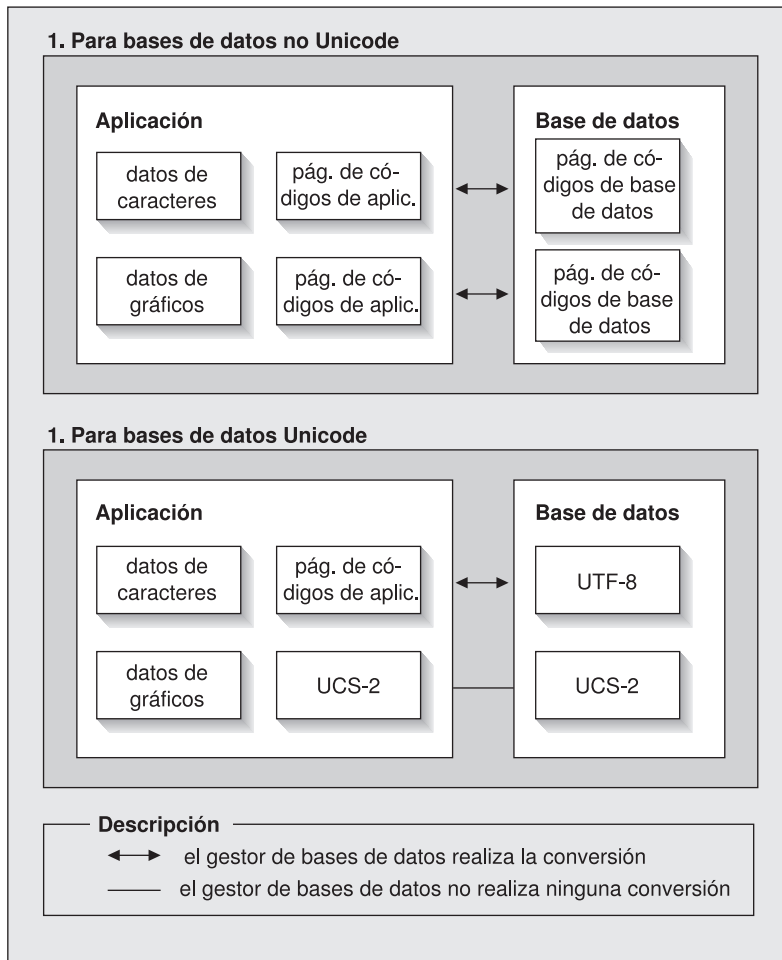 1. Para bases de datos no Unicode
Aplicación
Base de datos
datos de
caracteres
pág. de có-
digos de aplic.
pág. de có-
digos de base
de datos
datos de
gráficos
pág. de có-
digos de aplic.
pág. de có-
digos de base
de datos
1. Para bases de datos Unicode
Aplicación
Base de datos
datos de
caracteres
pág. de có-
digos de aplic.
UTF-8
datos de
gráficos
UCS-2
UCS-2
Descripción
el gestor de bases de datos realiza la conversión
el gestor de bases de datos no realiza ninguna conversión